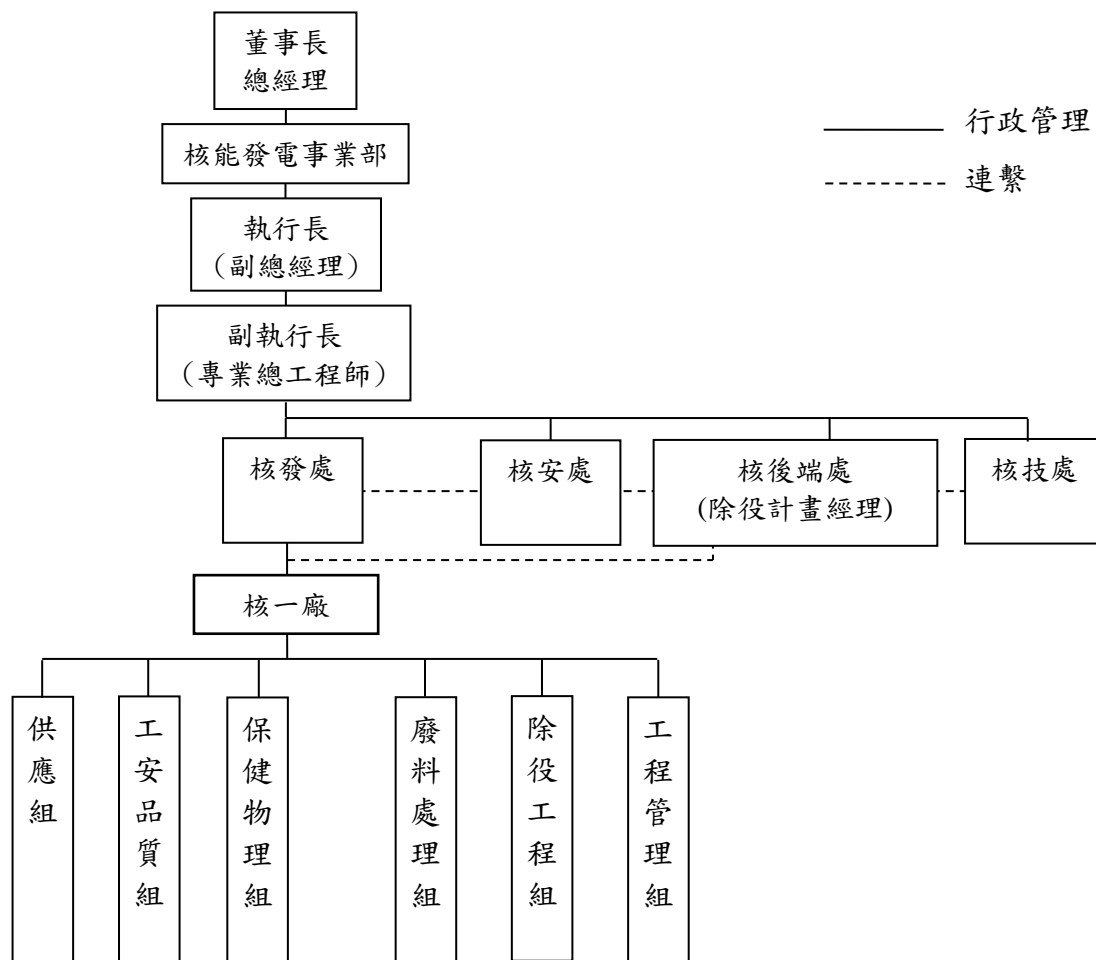 董事長
總經理
行政管理
核能發電事業部
連繫
執行長
（副總經理）
副執行長
（專業總工程師）
核發處
核安處
核後端處
(除役計畫經理)
核技處
核一廠
供應組
工安品質組
保健物理組
廢料處理組
除役工程組
工程管理組